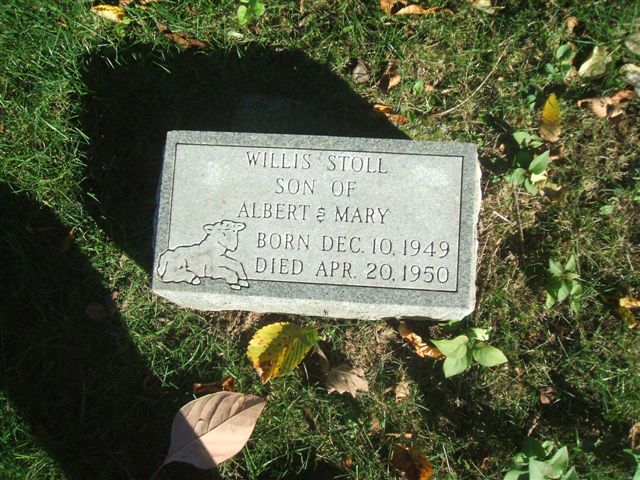 WILLIS STOLL
SON OF
ALBERT & MARY
BORN DEC. 10, 1949
DIED APR. 20, 1950